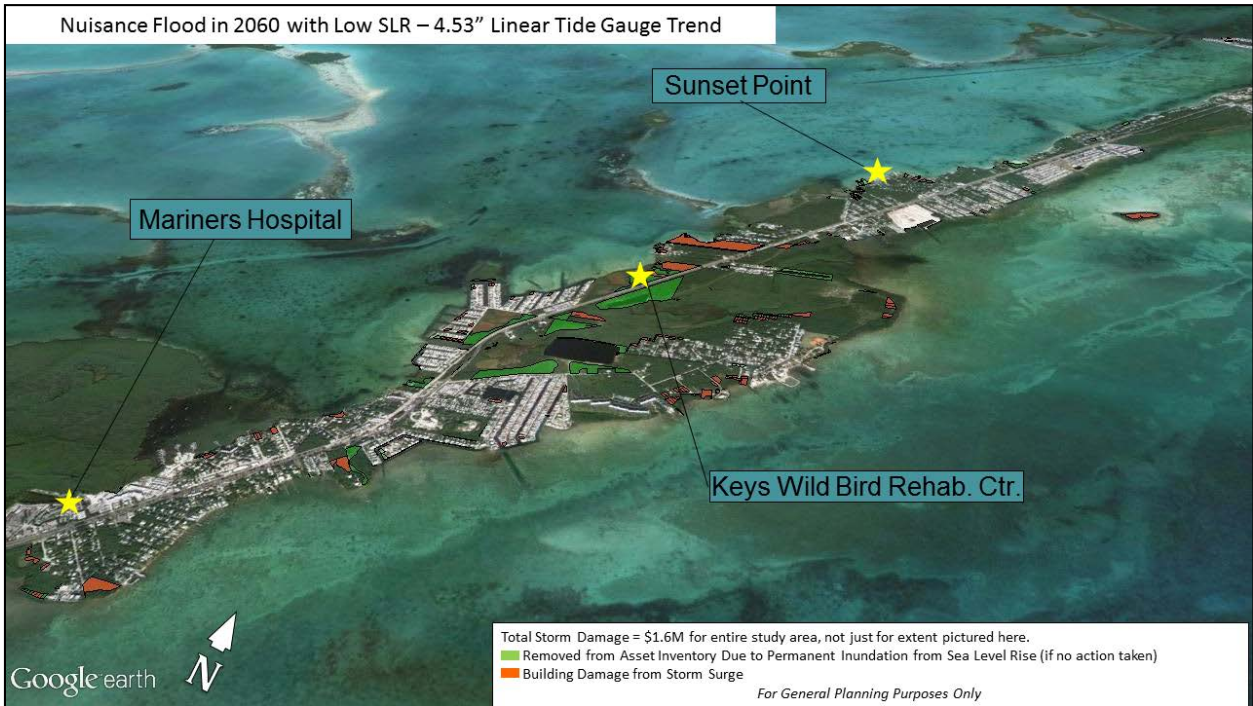 Nuisance Flood in 2060 with Low SLR – 4.53” Linear Tide Gauge Trend
Sunset Point
Mariners Hospital
Keys Wild Bird Rehab. Ctr.
Total Storm Damage = $1.6M for entire study area, not just for extent pictured here.
Removed from Asset Inventory Due to Permanent Inundation from Sea Level Rise (if no action taken)
Building Damage from Storm Surge
For General Planning Purposes Only
Google earth
N